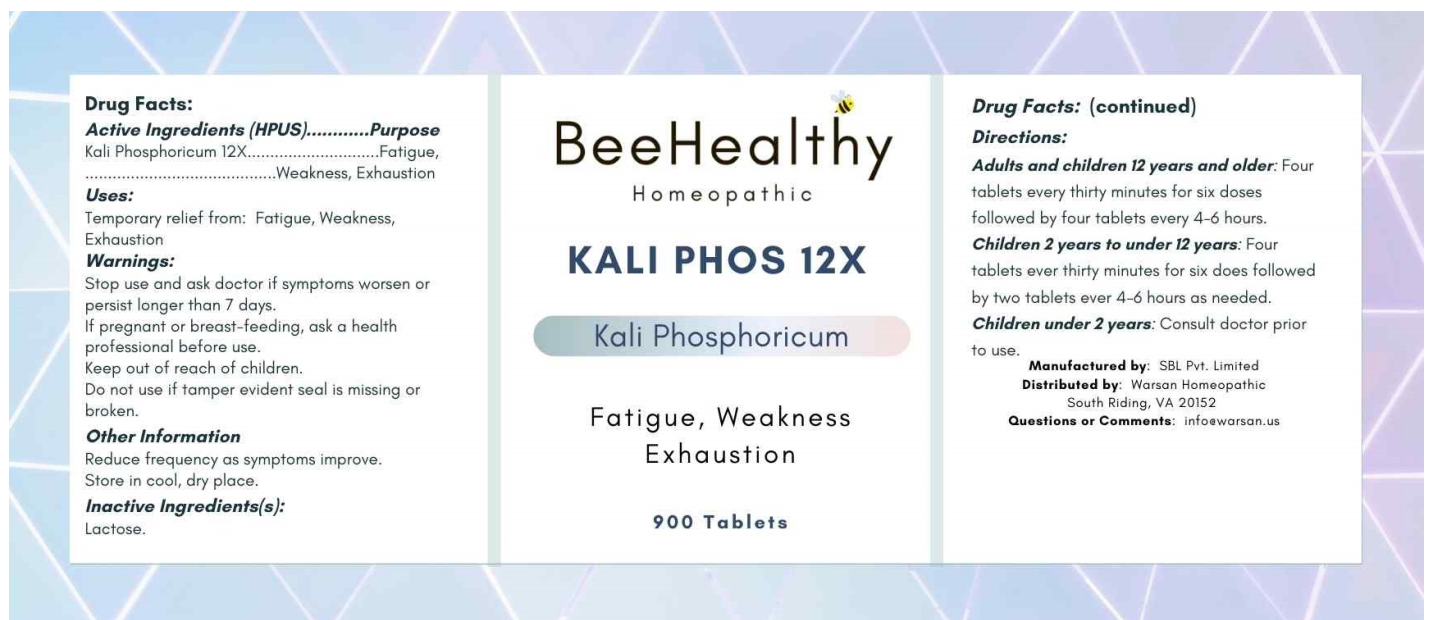 Drug Facts:
Active Ingredients (HPUS)............Purpose
Kali Phosphoricum 12X.............................Fatigue,
..........................................Weakness, Exhaustion
Uses:
Temporary relief from:  Fatigue, Weakness,
Exhaustion
Warnings:
Stop use and ask doctor if symptoms worsen or
persist longer than 7 days.
If pregnant or breast-feeding, ask a health
professional before use.
Keep out of reach of children.
Do not use if tamper evident seal is missing or
broken.
Other Information
Reduce frequency as symptoms improve.
Store in cool, dry place.
Inactive Ingredients(s):
Lactose.
BeeHealthy
Homeopathic
KALI PHOS 12X
Kali Phosphoricum
Fatigue, Weakness
Exhaustion
900 Tablets
Drug Facts: (continued)
Directions:
Adults and children 12 years and older: Four
tablets every thirty minutes for six doses
followed by four tablets every 4-6 hours.
Children 2 years to under 12 years: Four
tablets ever thirty minutes for six does followed
by two tablets ever 4-6 hours as needed.
Children under 2 years: Consult doctor prior
to use.
Manufactured by:  SBL Pvt. Limited
Distributed by:  Warsan Homeopathic
South Riding, VA 20152
Questions or Comments:  info@warsan.us